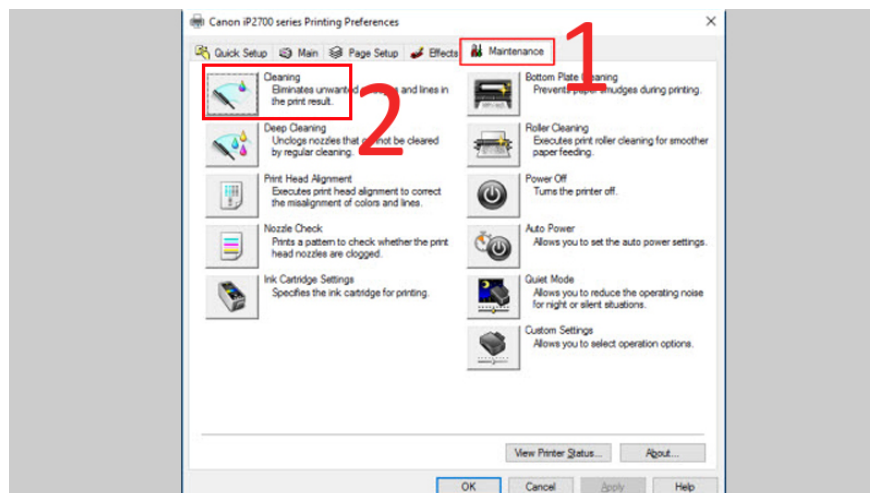 Canon iP2700 series Printing Preferences
Quick Setup Main Page Setup Effects Maintenance
1
2
Cleaning
Eliminates unwanted and lines in
the print result.
Deep Cleaning
Unclogs nozzles that cannot be cleared
by regular cleaning.
Print Head Alignment
Executes print head alignment to correct
the misalignment of colors and lines.
Nozzle Check
Prints a pattern to check whether the print
head nozzles are clogged.
Ink Cartridge Settings
Specifies the ink cartridge for printing.
Bottom Plate Cleaning
Prevents paper smudges during printing.
Roller Cleaning
Executes print roller cleaning for smoother
paper feeding.
Power Off
Turns the printer off.
Auto Power
Allows you to set the auto power settings.
Quiet Mode
Allows you to reduce the operating noise
for night or silent situations.
Custom Settings
Allows you to select operation options.
View Printer Status... About...
OK Cancel Apply Help